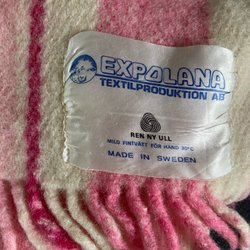 EXPOLANA
TEXTILPRODUKTION AB
REN NY ULL
MILD FINTVÄTT FÖR HAND 30°C
MADE IN SWEDEN